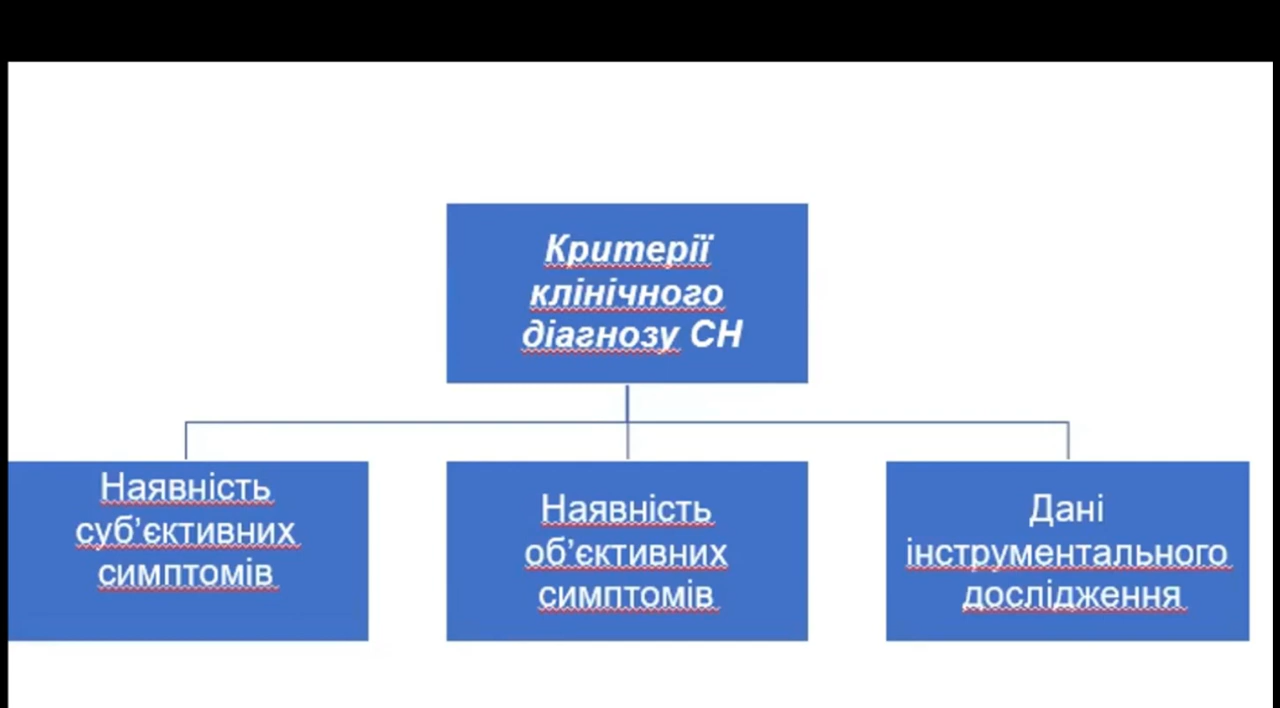 Критерії
клінічного
діагнозу СН
Наявність
суб’єктивних
симптомів
Наявність
об’єктивних
симптомів
Дані
інструментального
дослідження